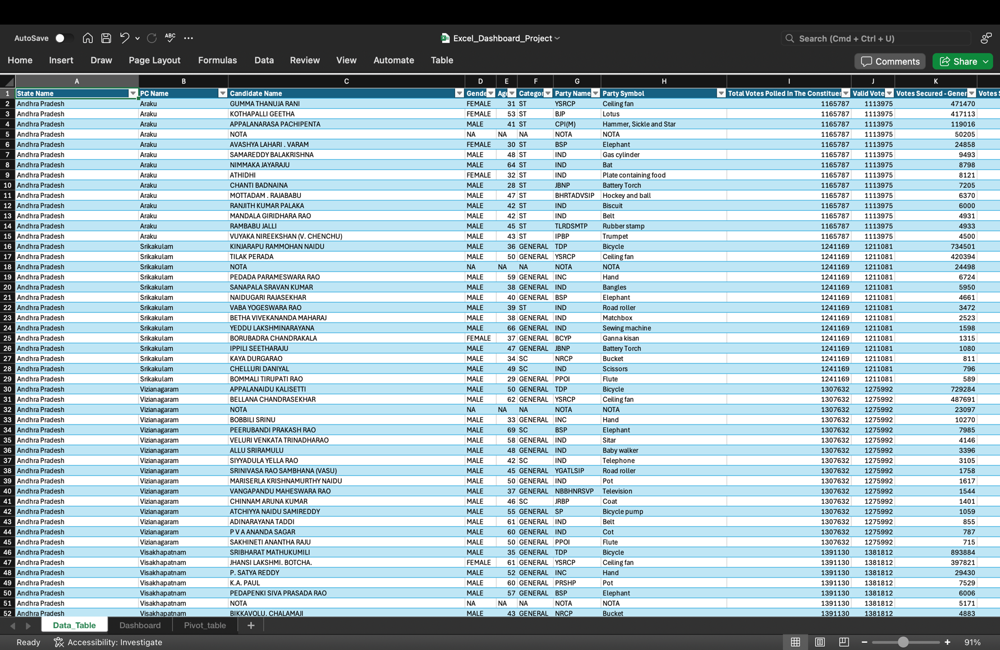 AutoSave ABC ... Excel_Dashboard_Project Search (Cmd + Ctrl + U)
Home Insert Draw Page Layout Formulas Data Review View Automate Table Comments Share
A B C D E F G H I J K
1 State Name PC Name Candidate Name Gende Age Categor Party Name Party Symbol Total Votes Polled In The Constituer Valid Vote Votes Secured - Gener Votes S
2 Andhra Pradesh Araku GUMMA THANUJA RANI FEMALE 31 ST YSRCP Ceiling fan 1165787 1113975 471470
3 Andhra Pradesh Araku KOTHAPALLI GEETHA FEMALE 53 ST BJP Lotus 1165787 1113975 417113
4 Andhra Pradesh Araku APPALANARASA PACHIPENTA MALE 41 ST CPI(M) Hammer, Sickle and Star 1165787 1113975 119016
5 Andhra Pradesh Araku NOTA NA NA NA NOTA NOTA 1165787 1113975 50205
6 Andhra Pradesh Araku AVASHYA LAHARI . VARAM FEMALE 30 ST BSP Elephant 1165787 1113975 24858
7 Andhra Pradesh Araku SAMAREDDY BALAKRISHNA MALE 48 ST IND Gas cylinder 1165787 1113975 9493
8 Andhra Pradesh Araku NIMMAKA JAYARAJU MALE 64 ST IND Bat 1165787 1113975 8798
9 Andhra Pradesh Araku ATHIDHI FEMALE 32 ST IND Plate containing food 1165787 1113975 8121
10 Andhra Pradesh Araku CHANTI BADNAINA MALE 28 ST JBNP Battery Torch 1165787 1113975 7205
11 Andhra Pradesh Araku MOTTADAM . RAJABABU MALE 47 ST BHRTADVSIP Hockey and ball 1165787 1113975 6370
12 Andhra Pradesh Araku RANJITH KUMAR PALAKA MALE 42 ST IND Biscuit 1165787 1113975 6000
13 Andhra Pradesh Araku MANDALA GIRIDHARA RAO MALE 42 ST IND Belt 1165787 1113975 4931
14 Andhra Pradesh Araku RAMBABU JALLI MALE 45 ST TLRDSMTP Rubber stamp 1165787 1113975 4933
15 Andhra Pradesh Araku VUYAKA NIREEKSHAN (V. CHENCHU) MALE 43 ST IPBP Trumpet 1165787 1113975 4500
16 Andhra Pradesh Srikakulam KINJARAPU RAMMOHAN NAIDU MALE 36 GENERAL TDP Bicycle 1241169 1211081 734501
17 Andhra Pradesh Srikakulam TILAK PERADA MALE 50 GENERAL YSRCP Ceiling fan 1241169 1211081 420394
18 Andhra Pradesh Srikakulam NOTA NA NA NA NOTA NOTA 1241169 1211081 24498
19 Andhra Pradesh Srikakulam PEDADA PARAMESWARA RAO MALE 59 GENERAL INC Hand 1241169 1211081 6724
20 Andhra Pradesh Srikakulam SANAPALA SRAVAN KUMAR MALE 38 GENERAL IND Bangles 1241169 1211081 5950
21 Andhra Pradesh Srikakulam NAIDUGARI RAJASEKHAR MALE 40 GENERAL BSP Elephant 1241169 1211081 4661
22 Andhra Pradesh Srikakulam VABA YOGESWARA RAO MALE 39 ST IND Road roller 1241169 1211081 3472
23 Andhra Pradesh Srikakulam BETHA VIVEKANANDA MAHARAJ MALE 38 GENERAL IND Matchbox 1241169 1211081 2523
24 Andhra Pradesh Srikakulam YEDDU LAKSHMINARAYANA MALE 66 GENERAL IND Sewing machine 1241169 1211081 1598
25 Andhra Pradesh Srikakulam BORUBADRA CHANDRAKALA FEMALE 37 GENERAL BCYP Ganna kisan 1241169 1211081 1315
26 Andhra Pradesh Srikakulam IPPILI SEETHARAJU MALE 47 GENERAL JBNP Battery Torch 1241169 1211081 1080
27 Andhra Pradesh Srikakulam KAYA DURGARAO MALE 34 SC NRCP Bucket 1241169 1211081 811
28 Andhra Pradesh Srikakulam CHELLURI DANIYAL MALE 49 SC IND Scissors 1241169 1211081 796
29 Andhra Pradesh Srikakulam BOMMALI TIRUPATI RAO MALE 29 GENERAL PPOI Flute 1241169 1211081 589
30 Andhra Pradesh Vizianagaram APPALANAIDU KALISETTI MALE 50 GENERAL TDP Bicycle 1307632 1275992 729284
31 Andhra Pradesh Vizianagaram BELLANA CHANDRASEKHAR MALE 62 GENERAL YSRCP Ceiling fan 1307632 1275992 487691
32 Andhra Pradesh Vizianagaram NOTA NA NA NA NOTA NOTA 1307632 1275992 23097
33 Andhra Pradesh Vizianagaram BOBBILI SRINU MALE 33 GENERAL INC Hand 1307632 1275992 10270
34 Andhra Pradesh Vizianagaram PEERUBANDI PRAKASH RAO MALE 69 SC BSP Elephant 1307632 1275992 7985
35 Andhra Pradesh Vizianagaram VELURI VENKATA TRINADHARAO MALE 58 GENERAL IND Sitar 1307632 1275992 4146
36 Andhra Pradesh Vizianagaram ALLU SRIRAMULU MALE 48 GENERAL IND Baby walker 1307632 1275992 3396
37 Andhra Pradesh Vizianagaram SIYYADULA YELLA RAO MALE 42 SC IND Telephone 1307632 1275992 3105
38 Andhra Pradesh Vizianagaram SRINIVASA RAO SAMBHANA (VASU) MALE 45 GENERAL YGATLSIP Road roller 1307632 1275992 1758
39 Andhra Pradesh Vizianagaram MARISERLA KRISHNAMURTHY NAIDU MALE 50 GENERAL IND Pot 1307632 1275992 1617
40 Andhra Pradesh Vizianagaram VANGAPANDU MAHESWARA RAO MALE 37 GENERAL NBBHNRSVP Television 1307632 1275992 1544
41 Andhra Pradesh Vizianagaram CHINNAM ARUNA KUMAR MALE 46 SC JRBP Coat 1307632 1275992 1401
42 Andhra Pradesh Vizianagaram ATCHIYYA NAIDU SAMIREDDY MALE 55 GENERAL SP Bicycle pump 1307632 1275992 1059
43 Andhra Pradesh Vizianagaram ADINARAYANA TADDI MALE 61 GENERAL IND Belt 1307632 1275992 855
44 Andhra Pradesh Vizianagaram P V A ANANDA SAGAR MALE 60 GENERAL IND Cot 1307632 1275992 787
45 Andhra Pradesh Vizianagaram SAKHINETI ANANTHA RAJU MALE 50 GENERAL PPOI Flute 1307632 1275992 715
46 Andhra Pradesh Visakhapatnam SRIBHARAT MATHUKUMILI MALE 35 GENERAL TDP Bicycle 1391130 1381812 893884
47 Andhra Pradesh Visakhapatnam JHANSI LAKSHMI. BOTCHA. FEMALE 61 GENERAL YSRCP Ceiling fan 1391130 1381812 397821
48 Andhra Pradesh Visakhapatnam P. SATYA REDDY MALE 52 GENERAL INC Hand 1391130 1381812 29430
49 Andhra Pradesh Visakhapatnam K.A. PAUL MALE 60 GENERAL PRSHP Pot 1391130 1381812 7529
50 Andhra Pradesh Visakhapatnam PEDAPENKI SIVA PRASADA RAO MALE 57 GENERAL BSP Elephant 1391130 1381812 6006
51 Andhra Pradesh Visakhapatnam NOTA NA NA NA NOTA NOTA 1391130 1381812 5171
52 Andhra Pradesh Visakhapatnam BIKKAVOLU. CHALAMAJI MALE 43 GENERAL NRCP Bucket 1391130 1381812 4883
Data_Table Dashboard Pivot_table +
Ready Accessibility: Investigate 91%